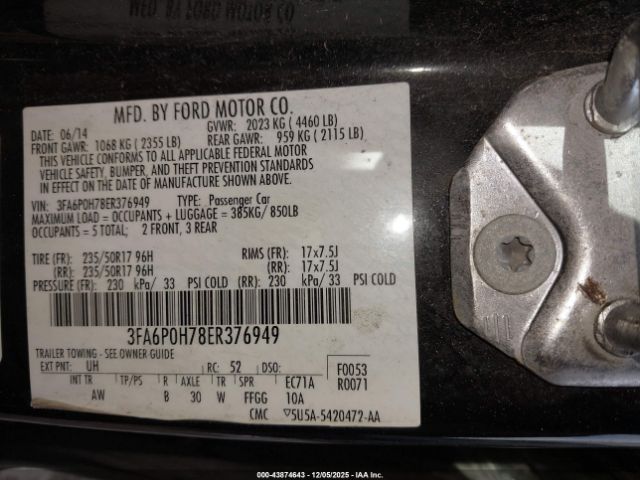 MFD. BY FORD MOTOR CO.
DATE: 06/14
GVWR: 2023 KG ( 4460 LB)
FRONT GAWR: 1068 KG ( 2355 LB)
REAR GAWR: 959 KG ( 2115 LB)
THIS VEHICLE CONFORMS TO ALL APPLICABLE FEDERAL MOTOR
VEHICLE SAFETY, BUMPER, AND THEFT PREVENTION STANDARDS
IN EFFECT ON THE DATE OF MANUFACTURE SHOWN ABOVE.
VIN: 3FA6P0H78ER376949 TYPE: Passenger Car
MAXIMUM LOAD = OCCUPANTS + LUGGAGE = 385KG/ 850LB
OCCUPANTS = 5 TOTAL; 2 FRONT, 3 REAR
TIRE (FR): 235/50R17 96H RIMS (FR): 17x7.5J
(RR): 235/50R17 96H (RR): 17x7.5J
PRESSURE (FR): 230 kPa/ 33 PSI COLD (RR): 230 kPa/ 33 PSI COLD
3FA6P0H78ER376949
TRAILER TOWING - SEE OWNER GUIDE
EXT PNT: UH RC: 52 DSO: F0053
R0071
INT TR TP/PS R AXLE TR SPR EC71A
AW B 30 W FFGG 10A
CMC ▽5U5A-5420472-AA
000-43874643 - 12/05/2025 - IAA, Inc.